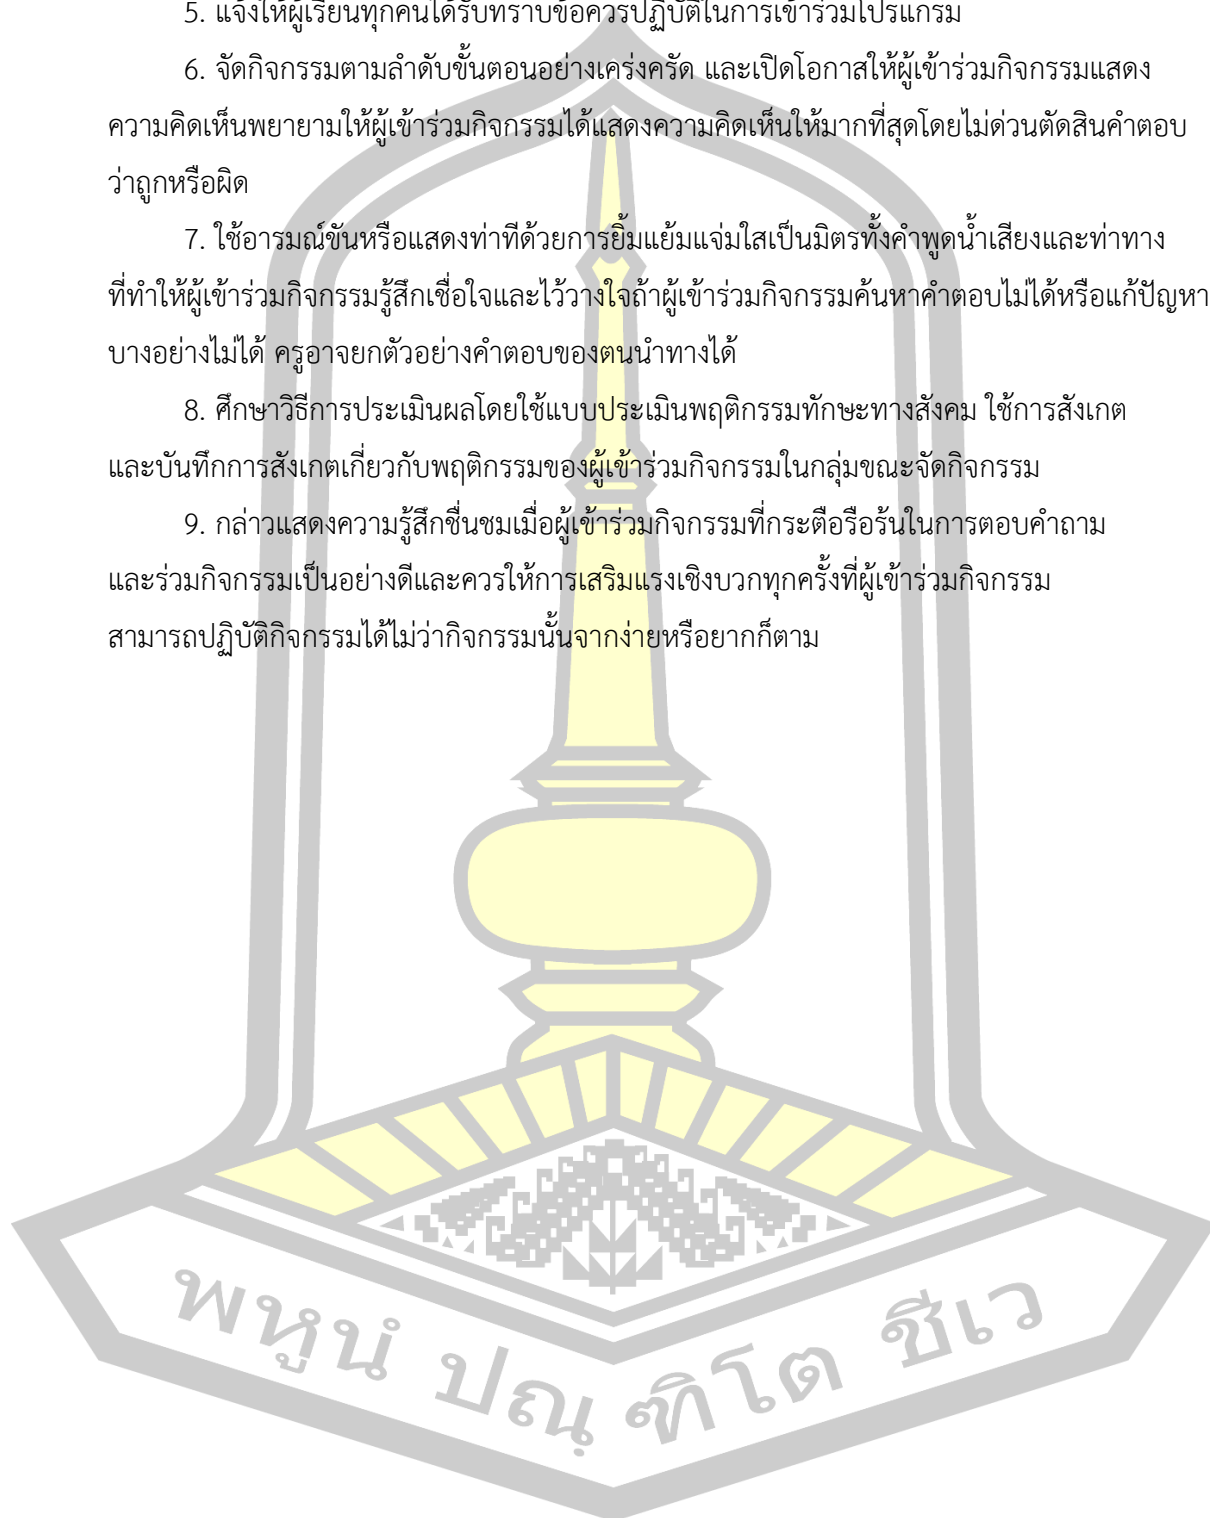 5. แจ้งให้ผู้เรียนทุกคนได้รับทราบข้อควรปฏิบัติในการเข้าร่วมโปรแกรม
6. จัดกิจกรรมตามลำดับขั้นตอนอย่างเคร่งครัด และเปิดโอกาสให้ผู้เข้าร่วมกิจกรรมแสดง
ความคิดเห็นพยายามให้ผู้เข้าร่วมกิจกรรมได้แสดงความคิดเห็นให้มากที่สุดโดยไม่ด่วนตัดสินคำตอบ
ว่าถูกหรือผิด
7. ใช้อารมณ์ขันหรือแสดงท่าทีด้วยการยิ้มแย้มแจ่มใสเป็นมิตรทั้งคำพูดน้ำเสียงและท่าทาง
ที่ทำให้ผู้เข้าร่วมกิจกรรมรู้สึกเชื่อใจและไว้วางใจถ้าผู้เข้าร่วมกิจกรรมค้นหาคำตอบไม่ได้หรือแก้ปัญหา
บางอย่างไม่ได้ ครูอาจยกตัวอย่างคำตอบของตนนำทางได้
8. ศึกษาวิธีการประเมินผลโดยใช้แบบประเมินพฤติกรรมทักษะทางสังคม ใช้การสังเกต
และบันทึกการสังเกตเกี่ยวกับพฤติกรรมของผู้เข้าร่วมกิจกรรมในกลุ่มขณะจัดกิจกรรม
9. กล่าวแสดงความรู้สึกชื่นชมเมื่อผู้เข้าร่วมกิจกรรมที่กระตือรือร้นในการตอบคำถาม
และร่วมกิจกรรมเป็นอย่างดีและควรให้การเสริมแรงเชิงบวกทุกครั้งที่ผู้เข้าร่วมกิจกรรม
สามารถปฏิบัติกิจกรรมได้ไม่ว่ากิจกรรมนั้นจากง่ายหรือยากก็ตาม
พหูนํ ปณฺฑิโต ชีเว